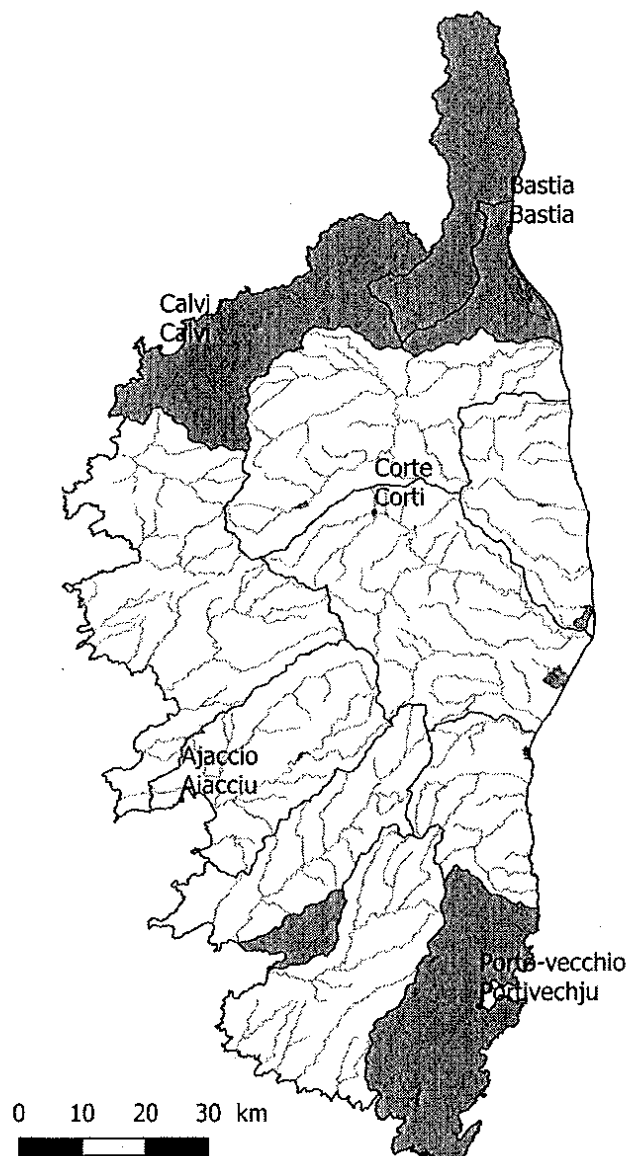 Bastia
Bastia
Calvi
Calvi
Corte
Corti
Ajaccio
Aiacciu
Porto-vecchio
Portivechju
0 10 20 30 km